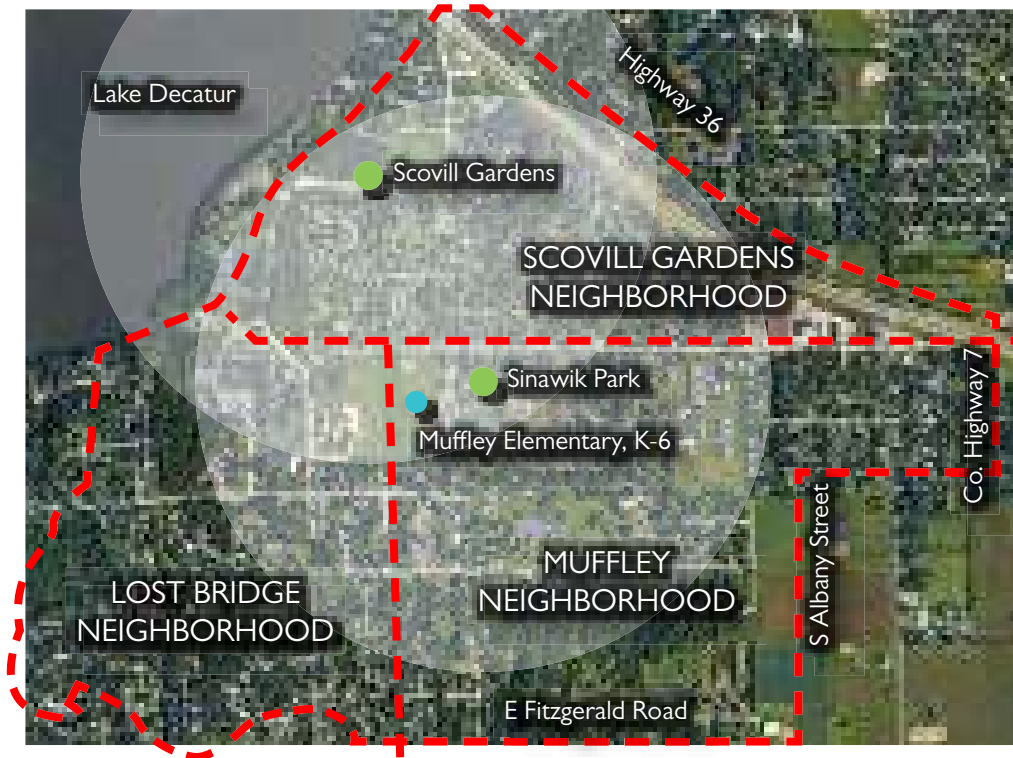 Lake Decatur
Highway 36
Scovill Gardens
SCOVILL GARDENS
NEIGHBORHOOD
Sinawik Park
Muffley Elementary, K-6
Co. Highway 7
S Albany Street
MUFFLEY
NEIGHBORHOOD
LOST BRIDGE
NEIGHBORHOOD
E Fitzgerald Road